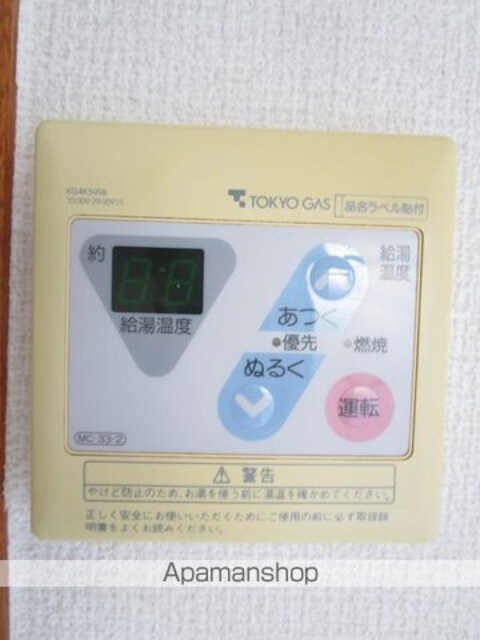 TOKYO GAS
品名ラベル貼付
約
給湯温度
給湯
温度
あつく
優先
燃焼
ぬるく
運転
MC-33-2
警告
やけど防止のため、お湯を使う前に湯温を確かめてください。
正しく安全にお使いいただくためにご使用の前に必ず取扱説
明書をよくお読みください。
Apamanshop